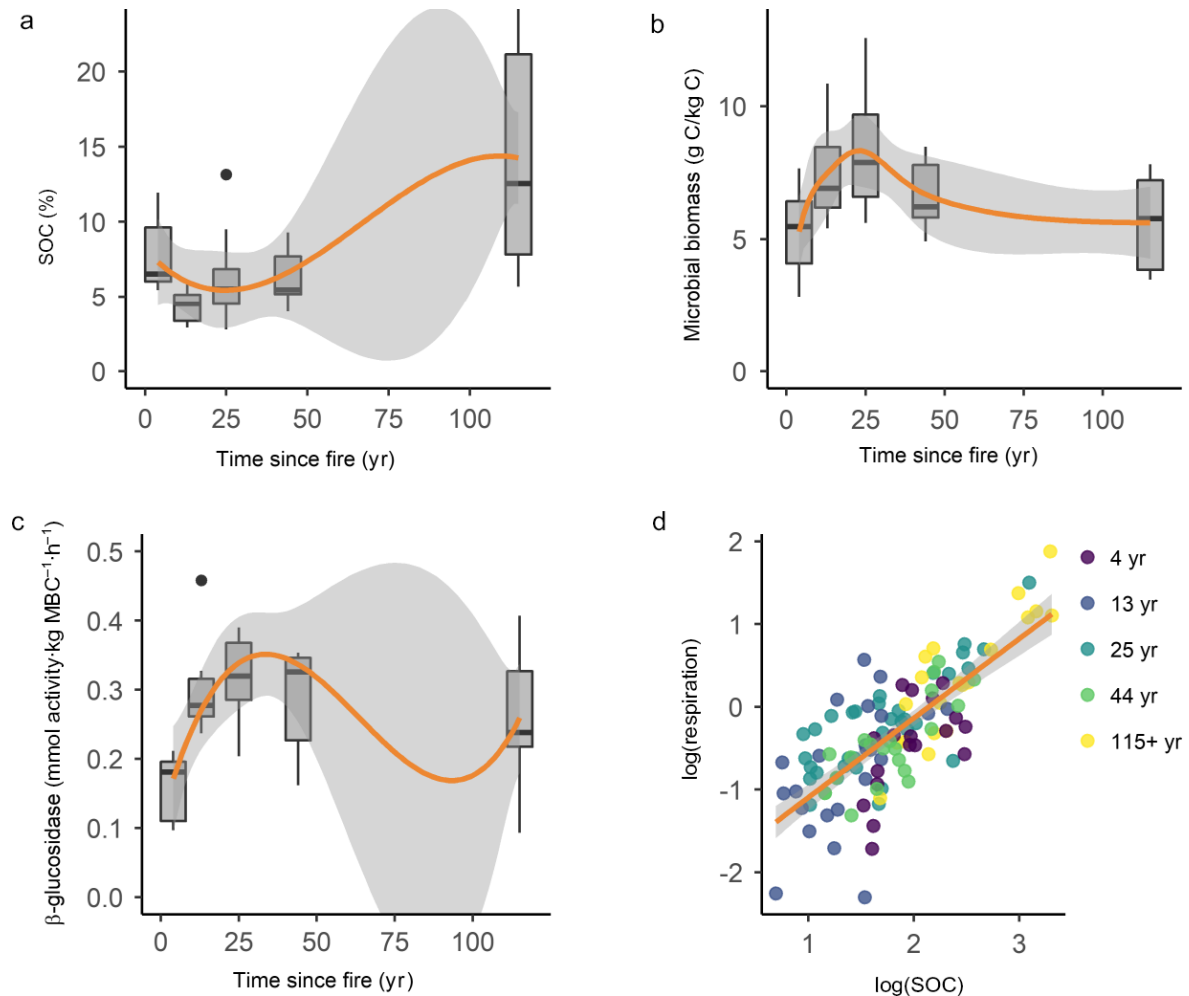 a
SOC (%)
20
15
10
5
0
0 25 50 75 100
Time since fire (yr)
b
Microbial biomass (g C/kg C)
10
5
0
0 25 50 75 100
Time since fire (yr)
c
β-glucosidase (mmol activity·kg MBC⁻¹·h⁻¹)
0.5
0.4
0.3
0.2
0.1
0.0
0 25 50 75 100
Time since fire (yr)
d
log(respiration)
2
1
0
-1
-2
1 2 3
log(SOC)
4 yr
13 yr
25 yr
44 yr
115+ yr